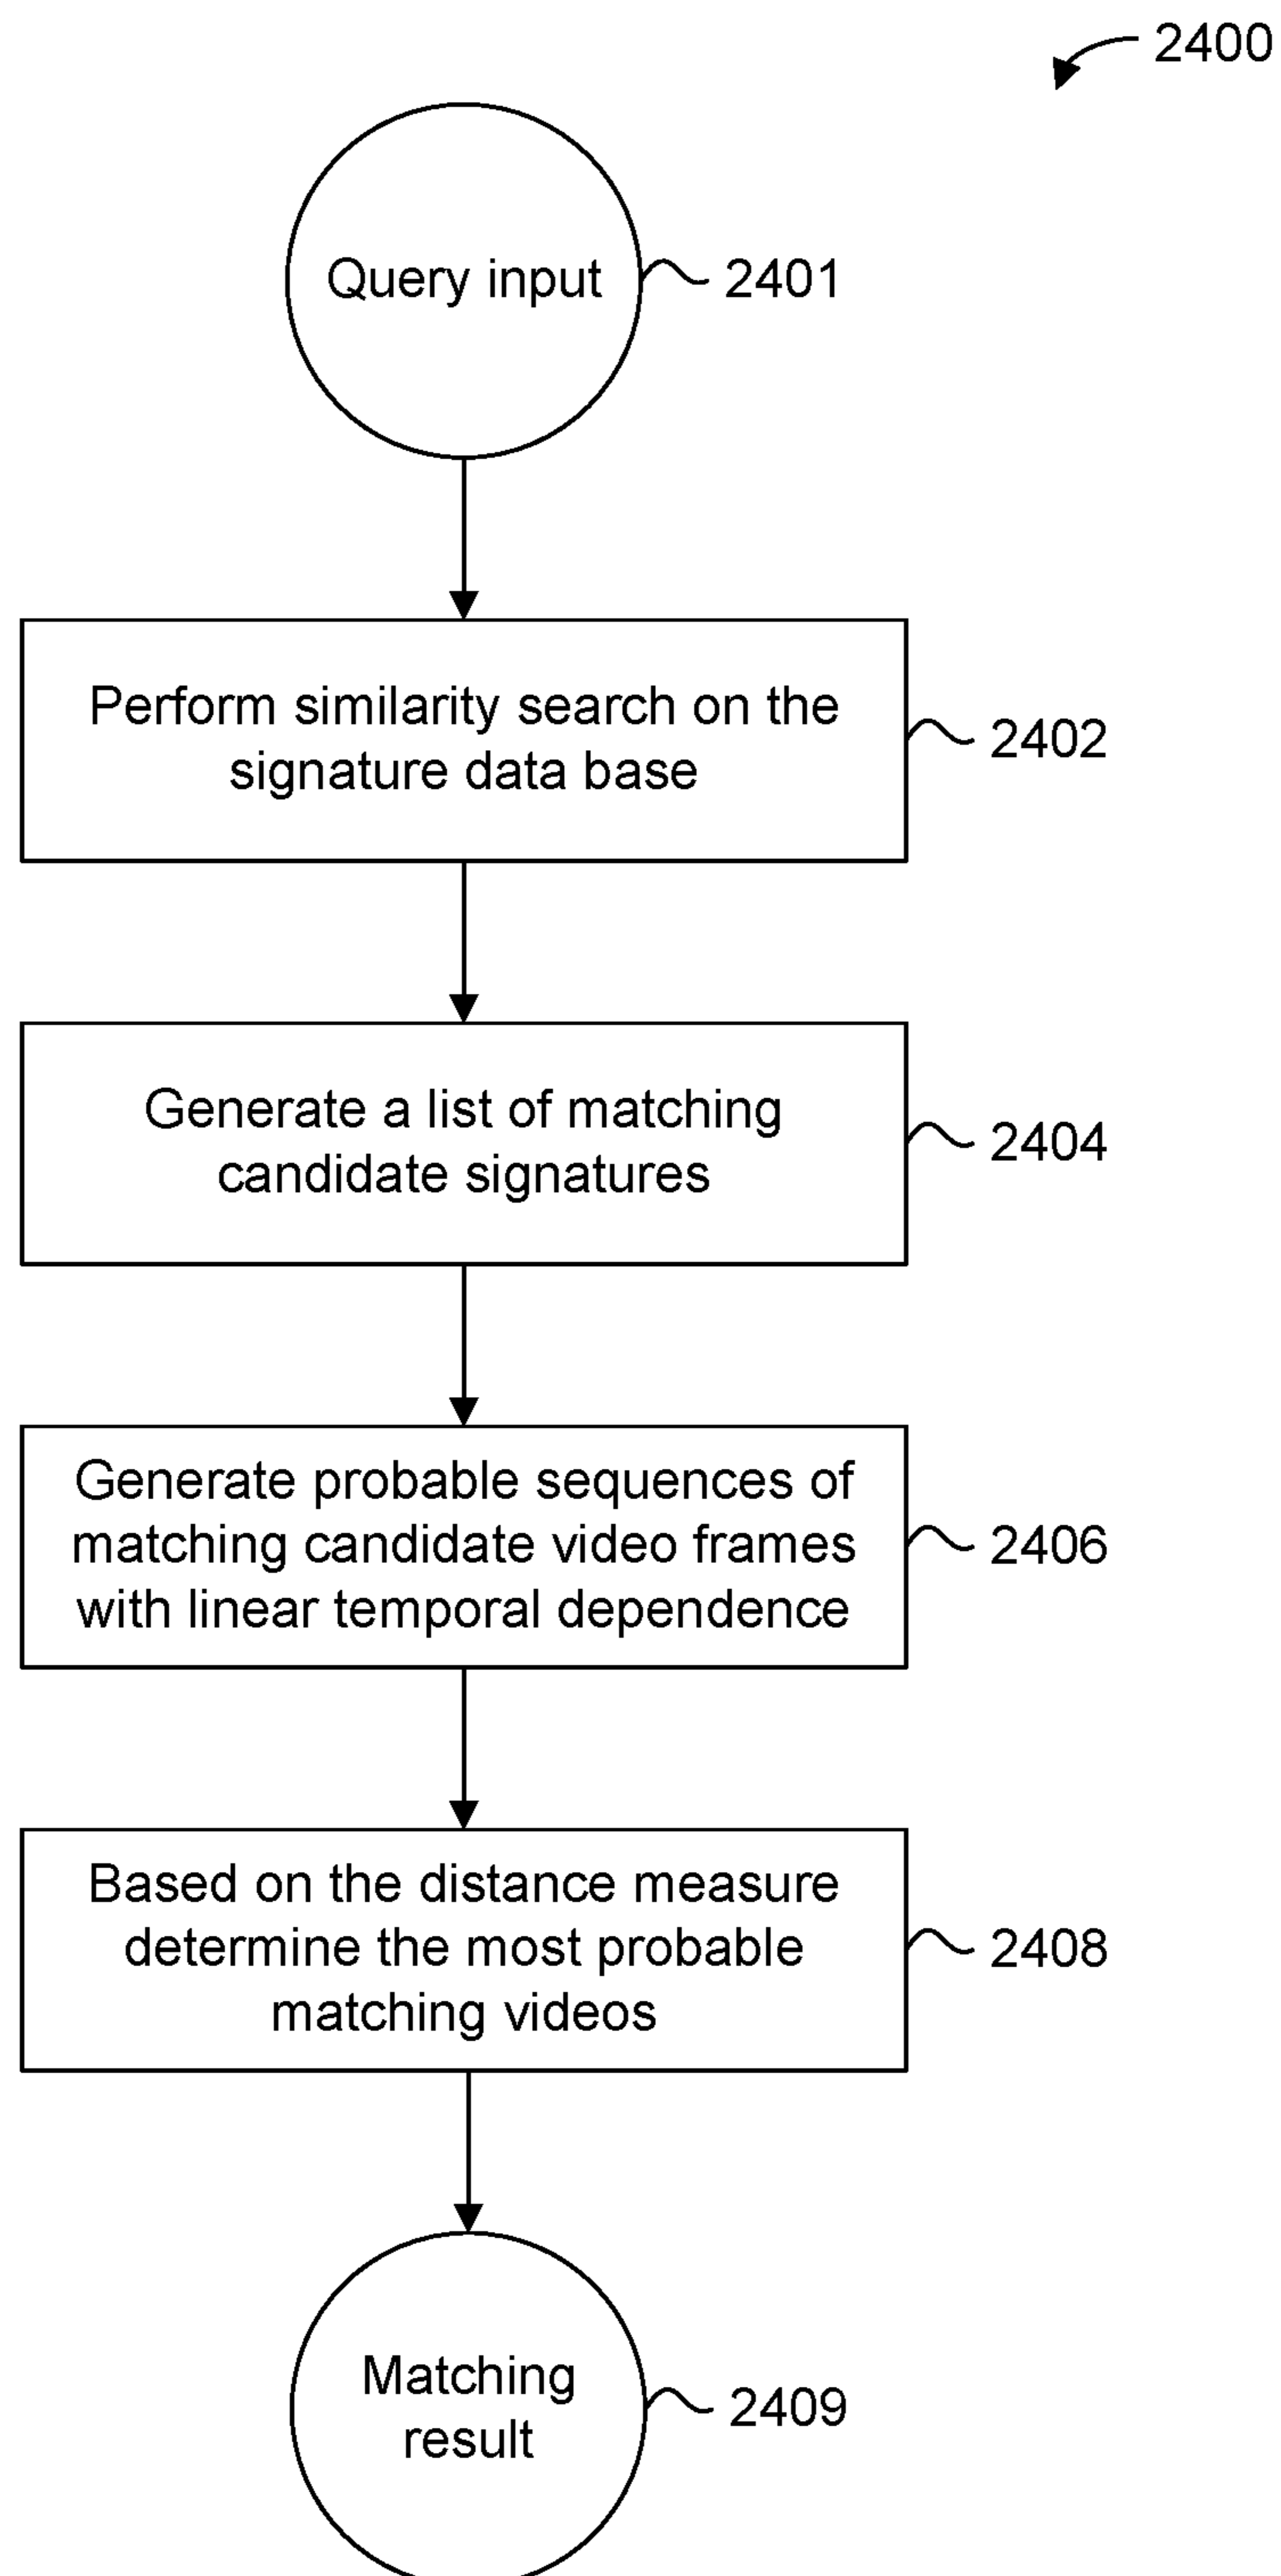 2400
Query input
2401
Perform similarity search on the
signature data base
2402
Generate a list of matching
candidate signatures
2404
Generate probable sequences of
matching candidate video frames
with linear temporal dependence
2406
Based on the distance measure
determine the most probable
matching videos
2408
Matching
result
2409